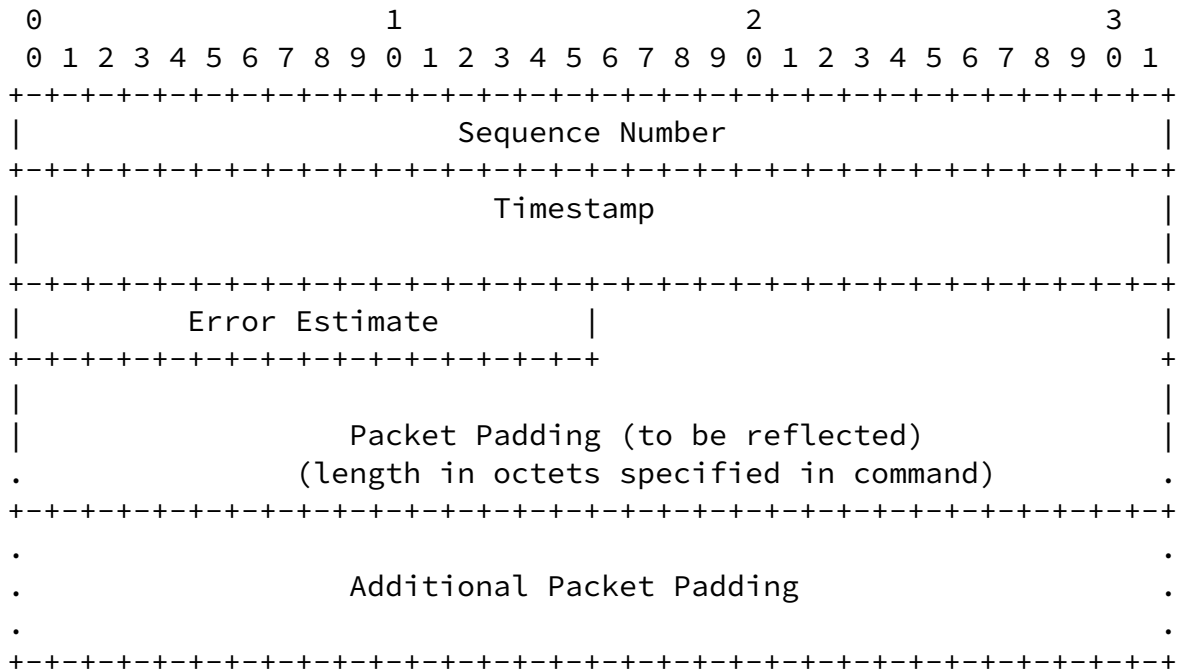 0                   1                   2                   3
 0 1 2 3 4 5 6 7 8 9 0 1 2 3 4 5 6 7 8 9 0 1 2 3 4 5 6 7 8 9 0 1
+-+-+-+-+-+-+-+-+-+-+-+-+-+-+-+-+-+-+-+-+-+-+-+-+-+-+-+-+-+-+-+-+
|                        Sequence Number                        |
+-+-+-+-+-+-+-+-+-+-+-+-+-+-+-+-+-+-+-+-+-+-+-+-+-+-+-+-+-+-+-+-+
|                          Timestamp                            |
|                                                               |
+-+-+-+-+-+-+-+-+-+-+-+-+-+-+-+-+-+-+-+-+-+-+-+-+-+-+-+-+-+-+-+-+
|         Error Estimate        |                               |
+-+-+-+-+-+-+-+-+-+-+-+-+-+-+-+-+                               +
|                                                               |
|                  Packet Padding (to be reflected)             |
.               (length in octets specified in command)         .
+-+-+-+-+-+-+-+-+-+-+-+-+-+-+-+-+-+-+-+-+-+-+-+-+-+-+-+-+-+-+-+-+
.                                                               .
.                  Additional Packet Padding                    .
.                                                               .
+-+-+-+-+-+-+-+-+-+-+-+-+-+-+-+-+-+-+-+-+-+-+-+-+-+-+-+-+-+-+-+-+